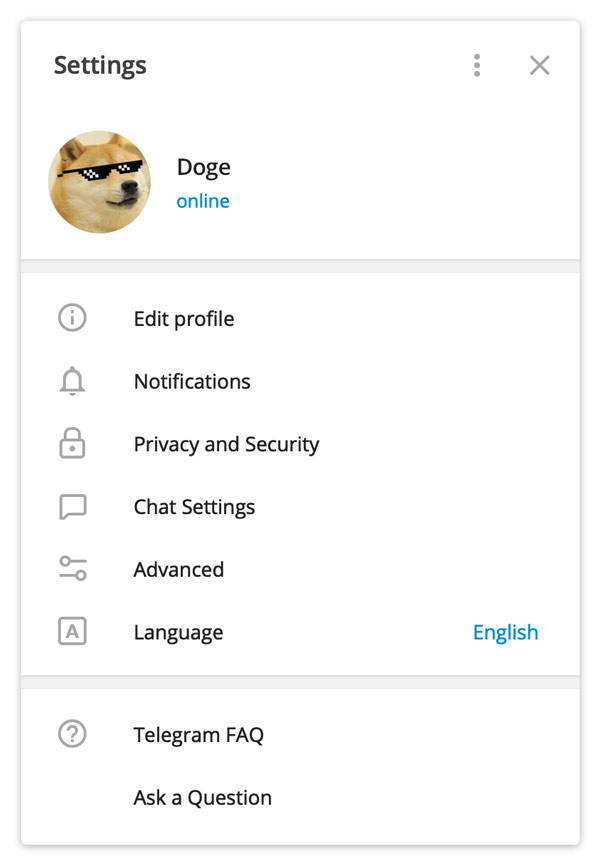 Settings
Doge
online
Edit profile
Notifications
Privacy and Security
Chat Settings
Advanced
A
Language English
Telegram FAQ
Ask a Question